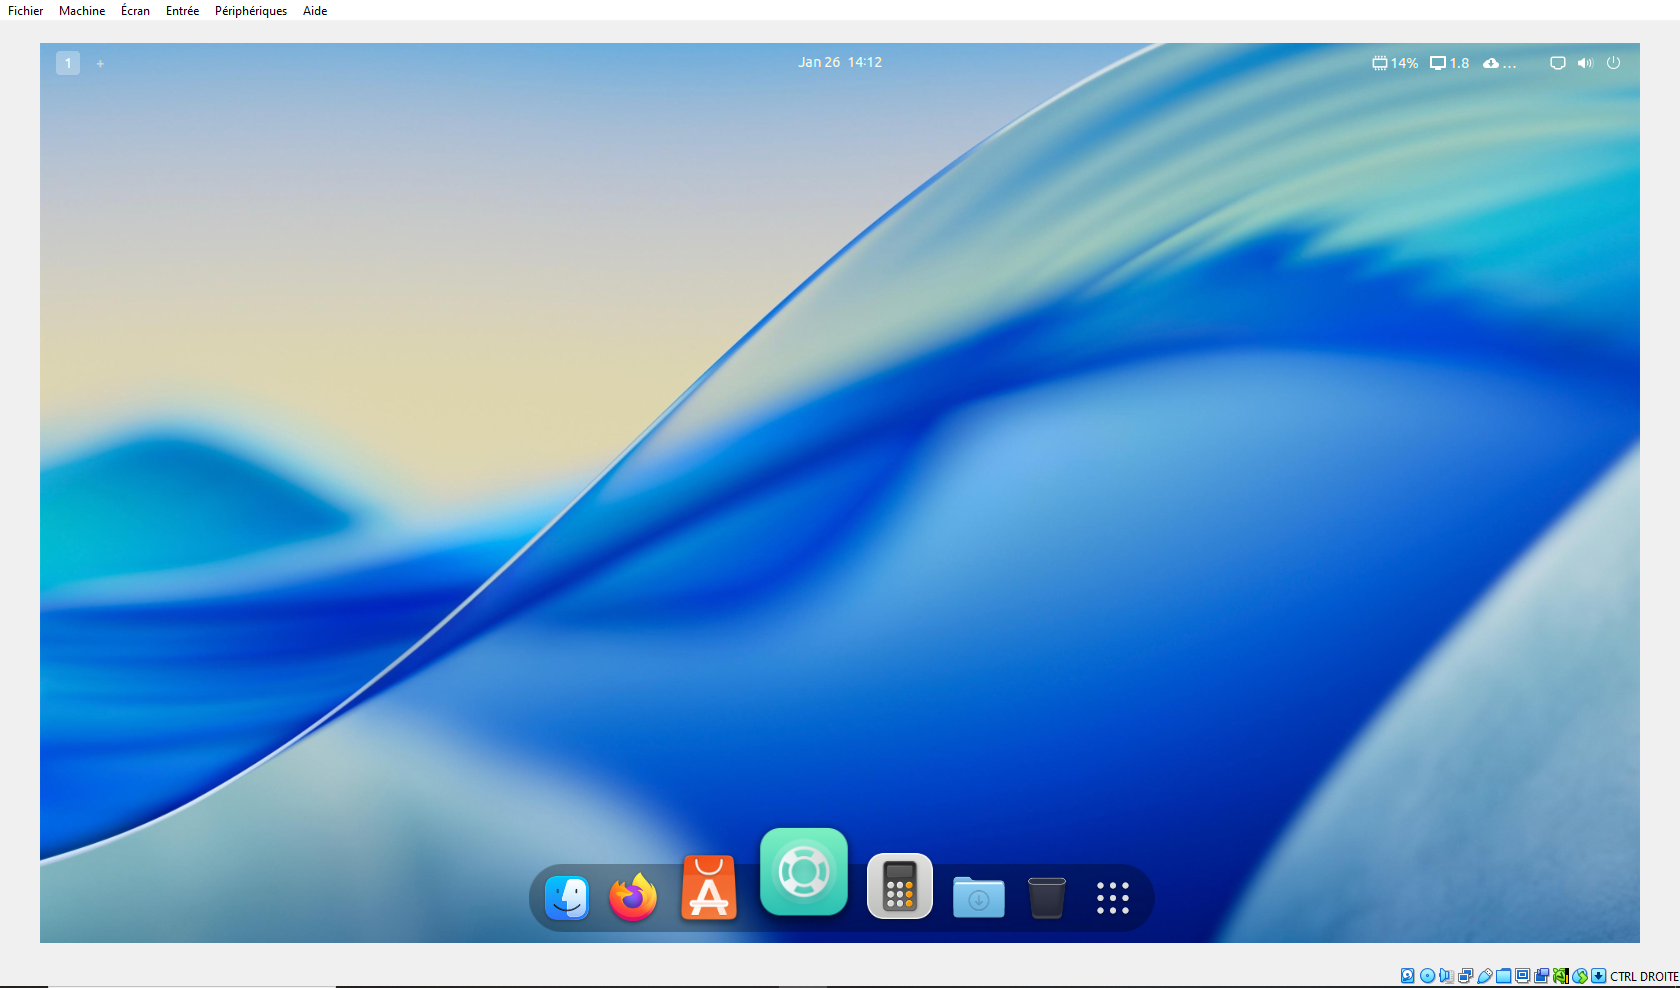 Fichier Machine Écran Entrée Périphériques Aide
1 + Jan 26 14:12 14% 1.8 ...
CTRL DROITE